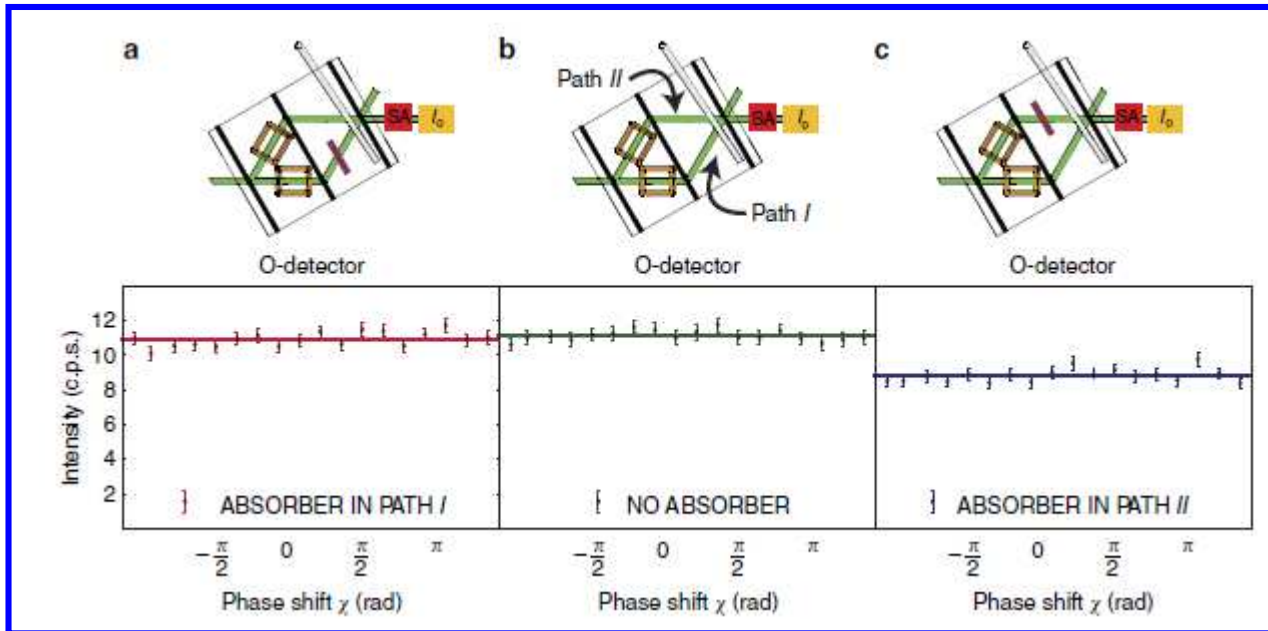 a
b
c
Path II
Path I
SA
I₀
SA
I₀
SA
I₀
O-detector
O-detector
O-detector
Intensity (c.p.s.)
12
10
8
6
4
2
ABSORBER IN PATH I
NO ABSORBER
ABSORBER IN PATH II
−π/2 0 π/2 π
−π/2 0 π/2 π
−π/2 0 π/2 π
Phase shift χ (rad)
Phase shift χ (rad)
Phase shift χ (rad)